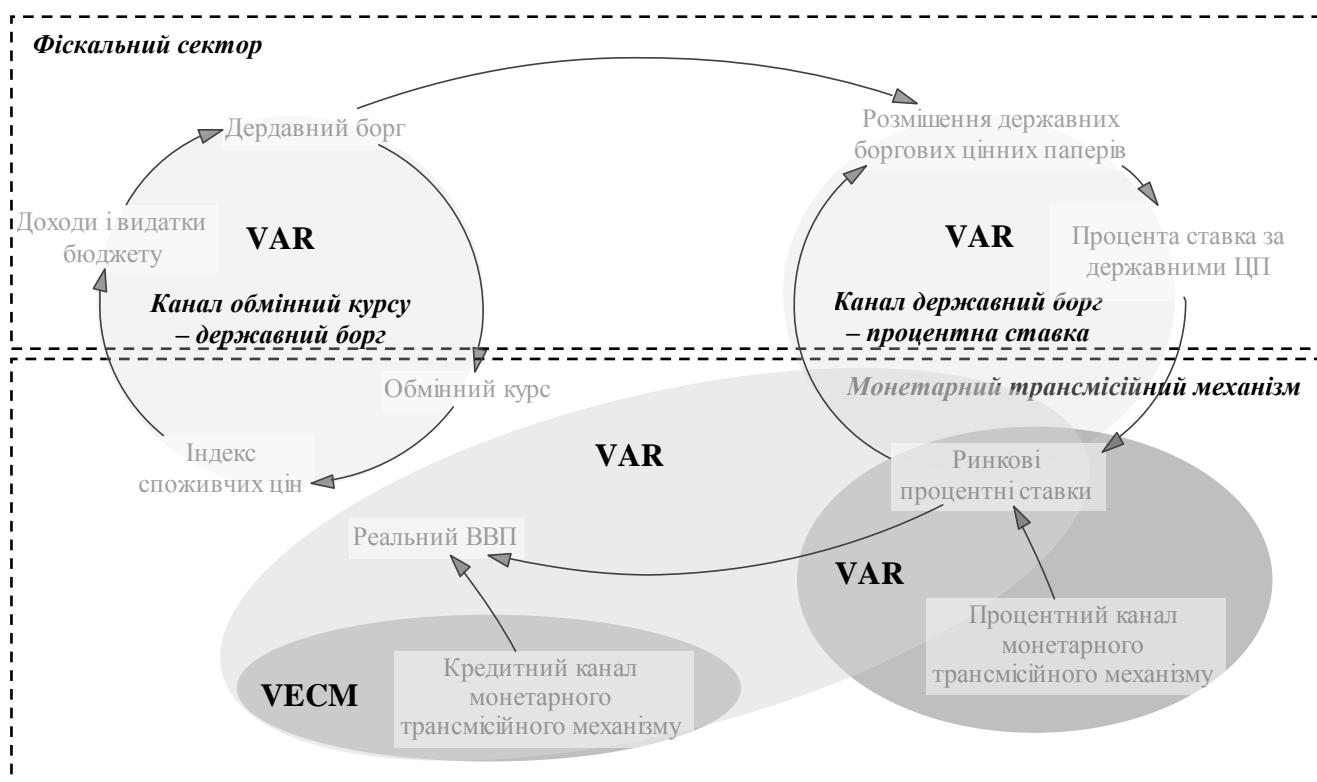 Фіскальний сектор
Дердавний борг
Розмішення державних
боргових цінних паперів
Доходи і видатки
бюджету
VAR
VAR
Процента ставка за
державними ЦП
Канал обмінний курсу
– державний борг
Канал державний борг
– процентна ставка
Обмінний курс
Монетарний трансмісійний механізм
Індекс
споживчих цін
VAR
Ринкові
процентні ставки
Реальний ВВП
VAR
Процентний канал
монетарного
трансмісійного механізму
Кредитний канал
монетарного
трансмісійного механізму
VECM